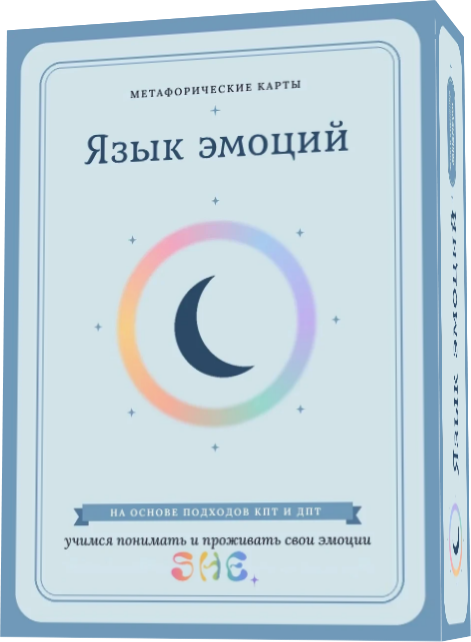 МЕТАФОРИЧЕСКИЕ КАРТЫ
Язык эмоций
НА ОСНОВЕ ПОДХОДОВ КПТ И ДПТ
учимся понимать и проживать свои эмоции
SHE
Язык эмоций